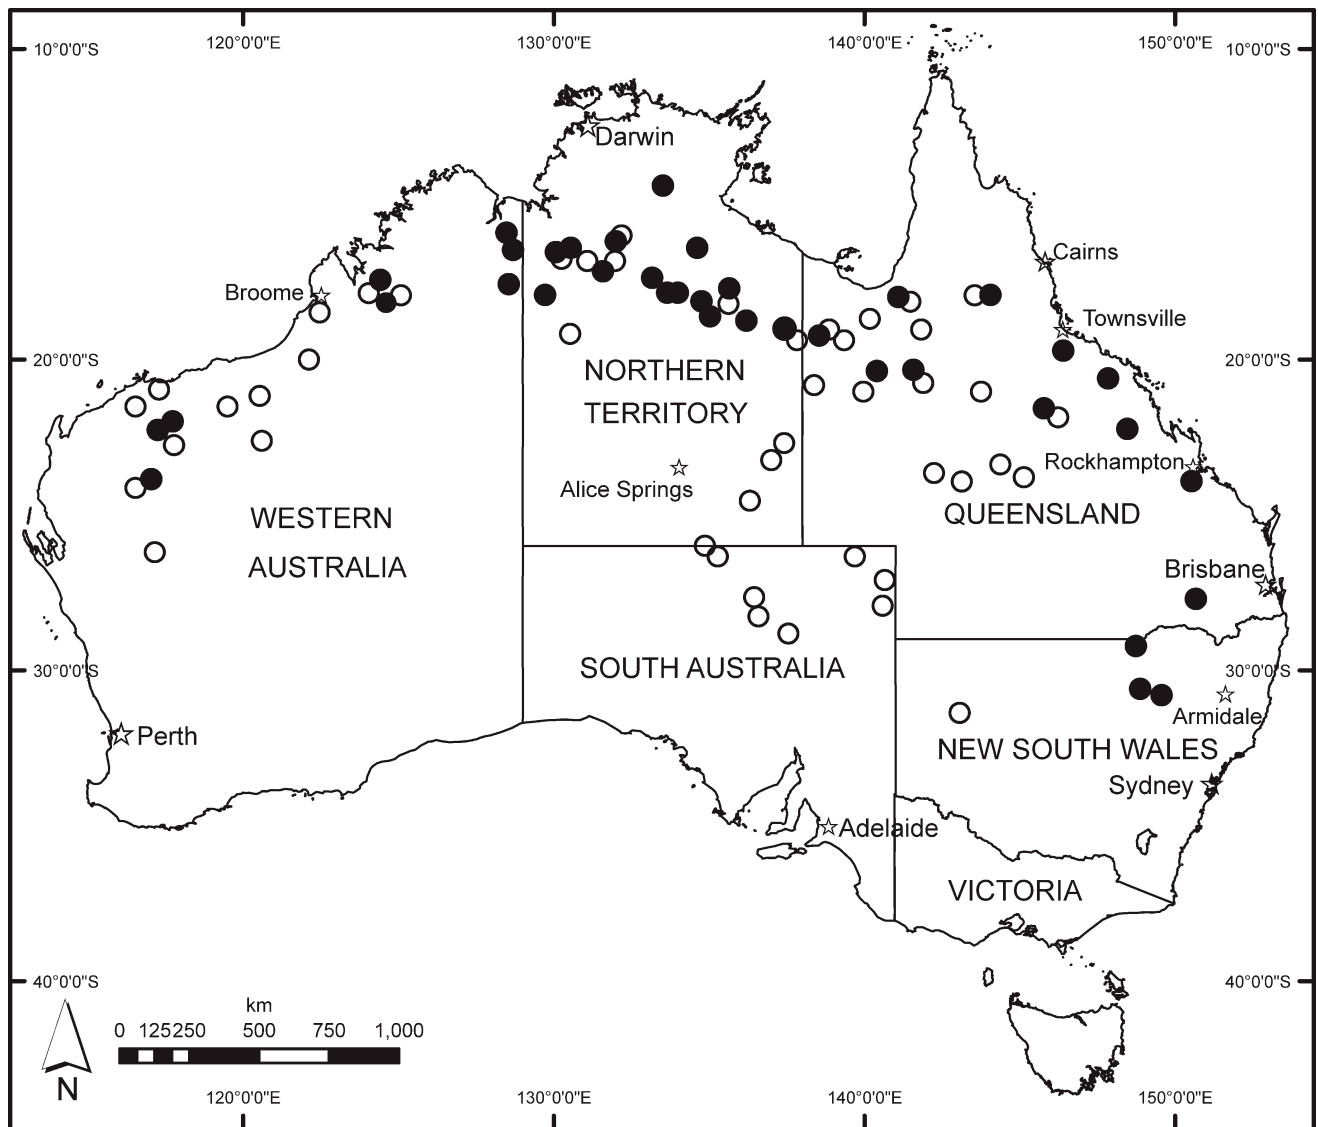 120°0'0"E 130°0'0"E 140°0'0"E 150°0'0"E
10°0'0"S 10°0'0"S
Darwin
Cairns
Broome
Townsville
20°0'0"S 20°0'0"S
NORTHERN
TERRITORY
Alice Springs
Rockhampton
WESTERN
AUSTRALIA
QUEENSLAND
Brisbane
SOUTH AUSTRALIA
30°0'0"S 30°0'0"S
Armidale
Perth
NEW SOUTH WALES
Sydney
Adelaide
VICTORIA
40°0'0"S 40°0'0"S
km
0 125 250 500 750 1,000
N
120°0'0"E 130°0'0"E 140°0'0"E 150°0'0"E